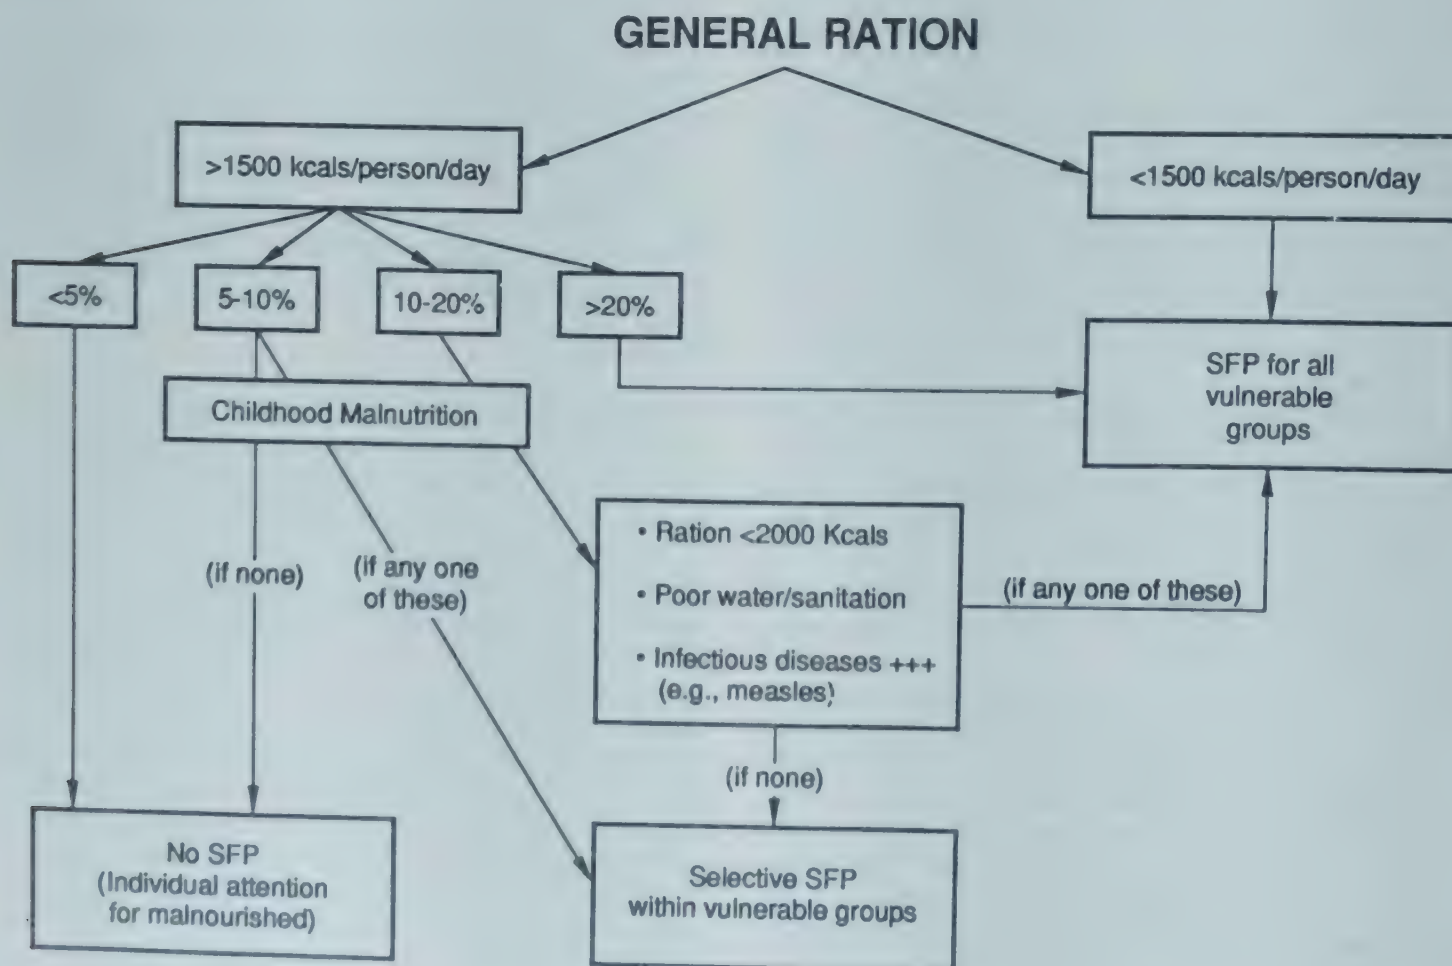 GENERAL RATION
>1500 kcals/person/day
<1500 kcals/person/day
<5%
5-10%
10-20%
>20%
SFP for all
vulnerable
groups
Childhood Malnutrition
• Ration <2000 Kcals
• Poor water/sanitation
• Infectious diseases +++
(e.g., measles)
(if none)
(if any one
of these)
(if any one of these)
(if none)
No SFP
(Individual attention
for malnourished)
Selective SFP
within vulnerable groups